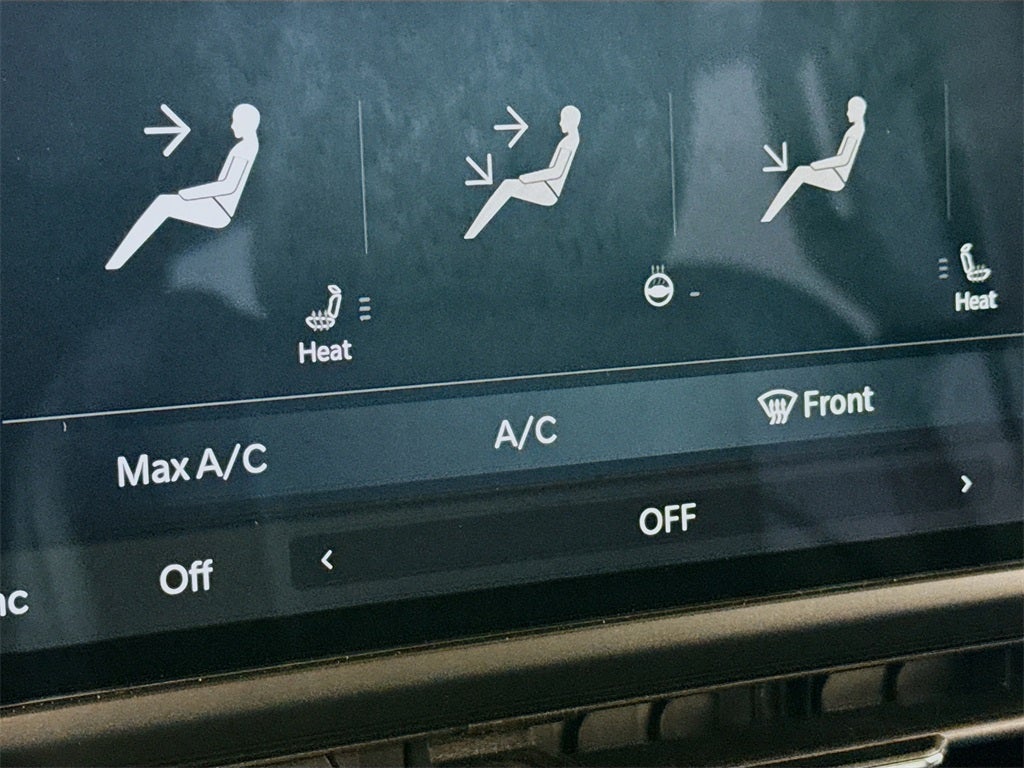 Heat
Heat
Max A/C A/C Front
Off < OFF >